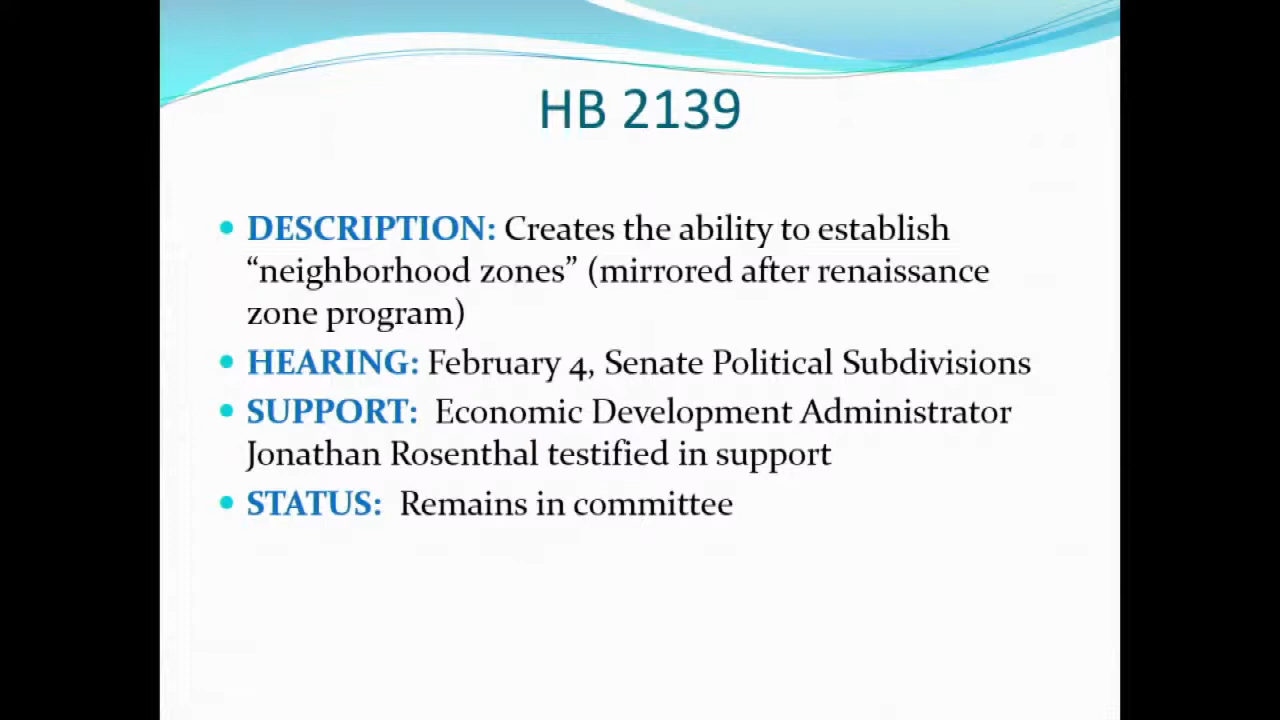 HB 2139
• DESCRIPTION: Creates the ability to establish
“neighborhood zones” (mirrored after renaissance
zone program)
• HEARING: February 4, Senate Political Subdivisions
• SUPPORT: Economic Development Administrator
Jonathan Rosenthal testified in support
• STATUS: Remains in committee